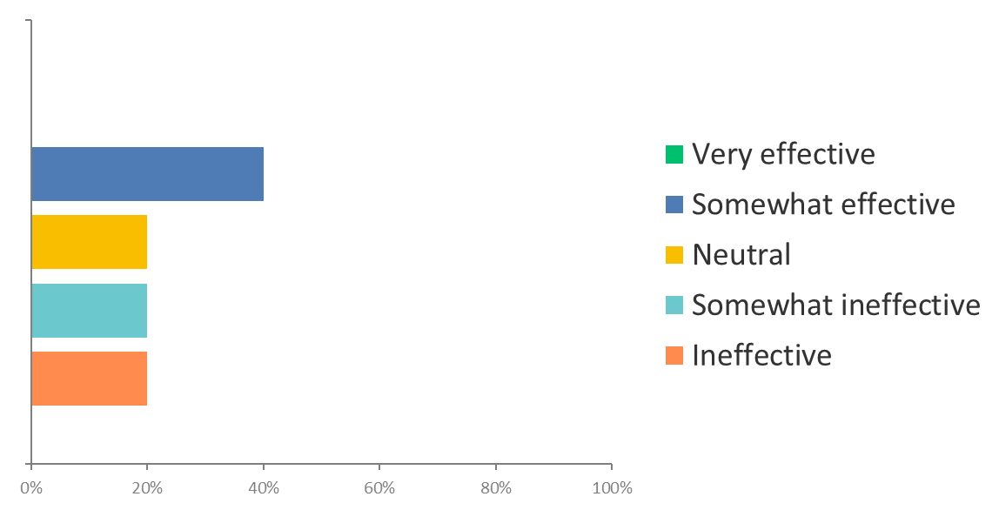 Very effective
Somewhat effective
Neutral
Somewhat ineffective
Ineffective
0% 20% 40% 60% 80% 100%